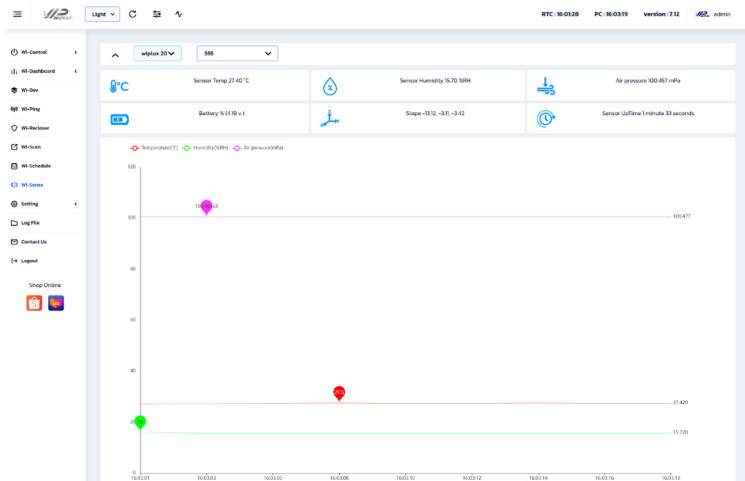 Light
RTC : 16:01:28
PC : 16:03:19
version : 7.12
admin
WI-Control
WI-Dashboard
WI-Dev
WI-Ping
WI-Recloser
WI-Scan
WI-Schedule
WI-Sense
Setting
Log File
Contact Us
Logout
Shop Online
wiplux 20
555
Sensor Temp 27.40 °C
Sensor Humidity 15.70 %RH
Air pressure 100.457 mPa
Battery % (4.19 v.)
Slope -13.12, -3.11, -3.42
Sensor UpTime 1 minute 33 seconds
Temperature(°C)
Humidity(%RH)
Air pressure(mPa)
120
100
80
60
40
20
0
100.477
27.5
27.420
15.720
16:03:01
16:03:03
16:03:05
16:03:08
16:03:10
16:03:12
16:03:14
16:03:16
16:03:19